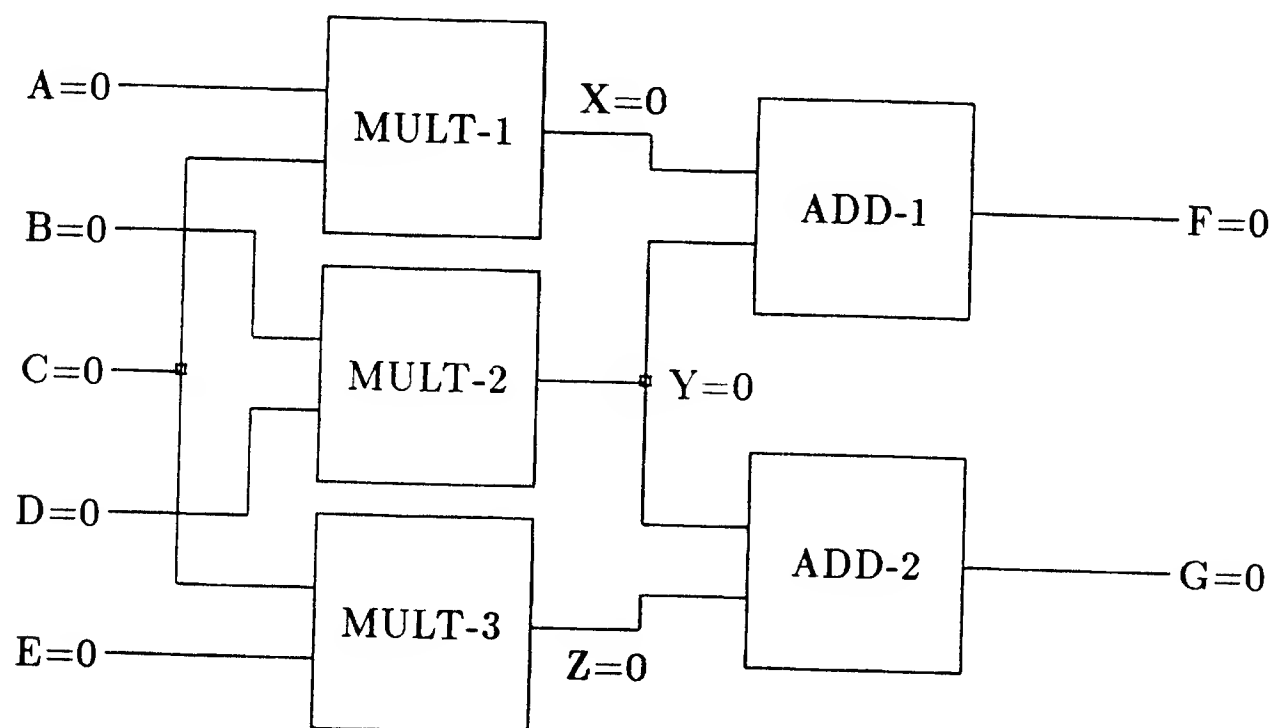 A=0
MULT-1
X=0
ADD-1
F=0
B=0
C=0
MULT-2
Y=0
D=0
ADD-2
G=0
E=0
MULT-3
Z=0